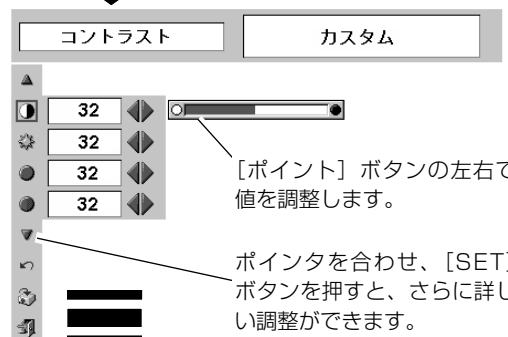 コントラスト カスタム
32
32
32
32
[ポイント] ボタンの左右で
値を調整します。
ポインタを合わせ、[SET]
ボタンを押すと、さらに詳し
い調整ができます。